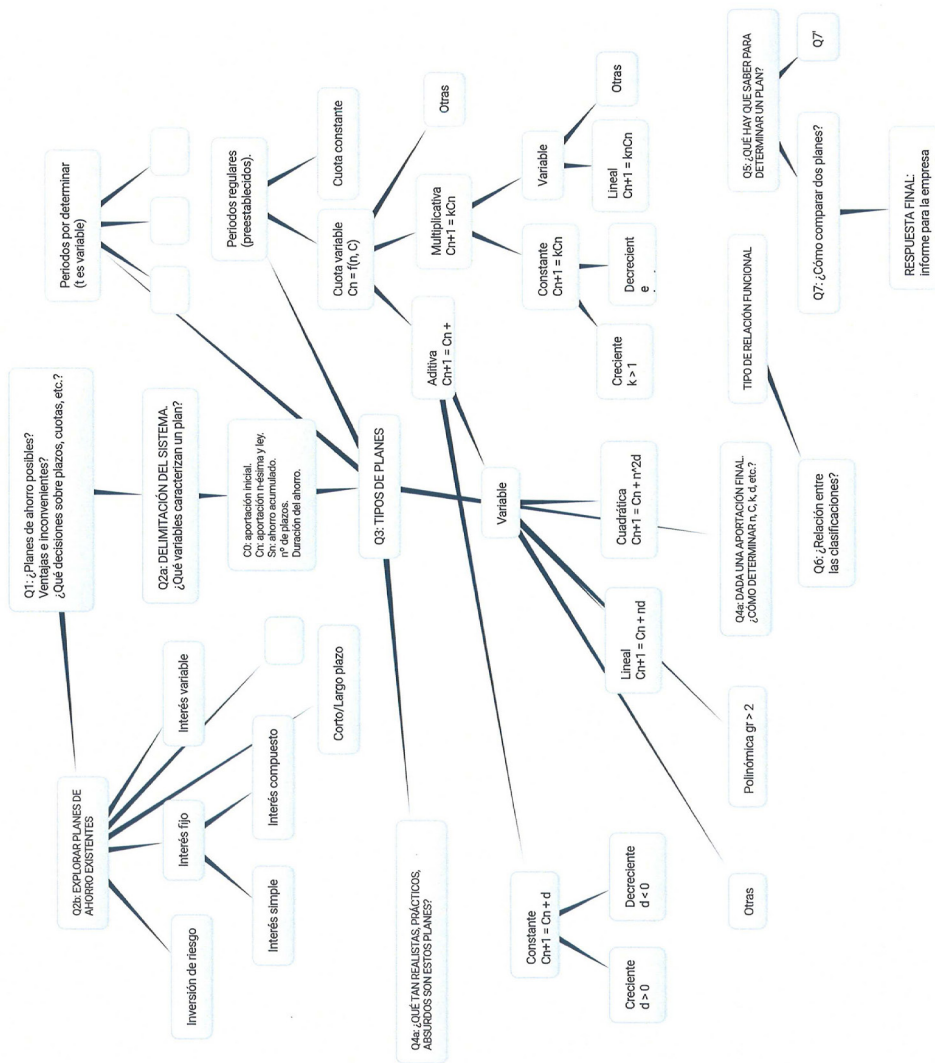 Q1: ¿Planes de ahorro posibles?
Ventajas e inconvenientes?
¿Qué decisiones sobre plazos, cuotas, etc.?
Q2b: EXPLORAR PLANES DE
AHORRO EXISTENTES
Inversión de riesgo
Interés fijo
Interés variable
Interés simple
Interés compuesto
Corto/Largo plazo
Q2a: DELIMITACIÓN DEL SISTEMA.
¿Qué variables caracterizan un plan?
C0: aportación inicial.
Cn: aportación n-ésima y ley.
Sn: ahorro acumulado.
nº de plazos.
Duración del ahorro.
Q3: TIPOS DE PLANES
Periodos por determinar
(t es variable)
Periodos regulares
(preestablecidos).
Cuota variable
Cn = f(n, C)
Cuota constante
Aditiva
Cn+1 = Cn +
Multiplicativa
Cn+1 = kCn
Otras
Constante
Cn+1 = kCn
Variable
Creciente
k > 1
Decrecient
e
Lineal
Cn+1 = knCn
Otras
Q4a: ¿QUÉ TAN REALISTAS, PRÁCTICOS,
ABSURDOS SON ESTOS PLANES?
Constante
Cn+1 = Cn + d
Creciente
d > 0
Decreciente
d < 0
Variable
Otras
Polinómica gr > 2
Lineal
Cn+1 = Cn + nd
Cuadrática
Cn+1 = Cn + n^2d
Q4a: DADA UNA APORTACIÓN FINAL.
¿CÓMO DETERMINAR n, C, k, d, etc.?
TIPO DE RELACIÓN FUNCIONAL
Q6: ¿Relación entre
las clasificaciones?
Q5: ¿QUÉ HAY QUE SABER PARA
DETERMINAR UN PLAN?
Q7: ¿Cómo comparar dos planes?
Q7'
RESPUESTA FINAL:
informe para la empresa